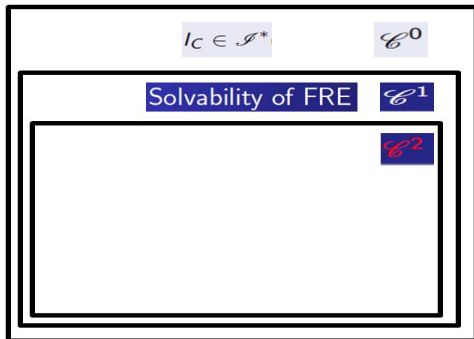 I_C ∈ ℐ* 𝒞⁰
Solvability of FRE 𝒞¹
𝒞²